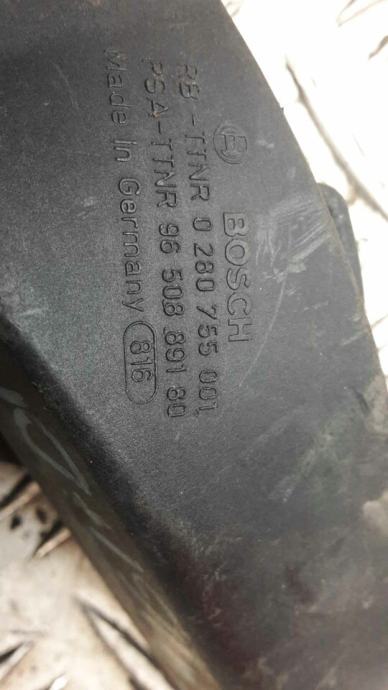 BOSCH
RB-TTNR 0 280 755 001
PSA-TTNR 96 508 891 80
Made in Germany 816